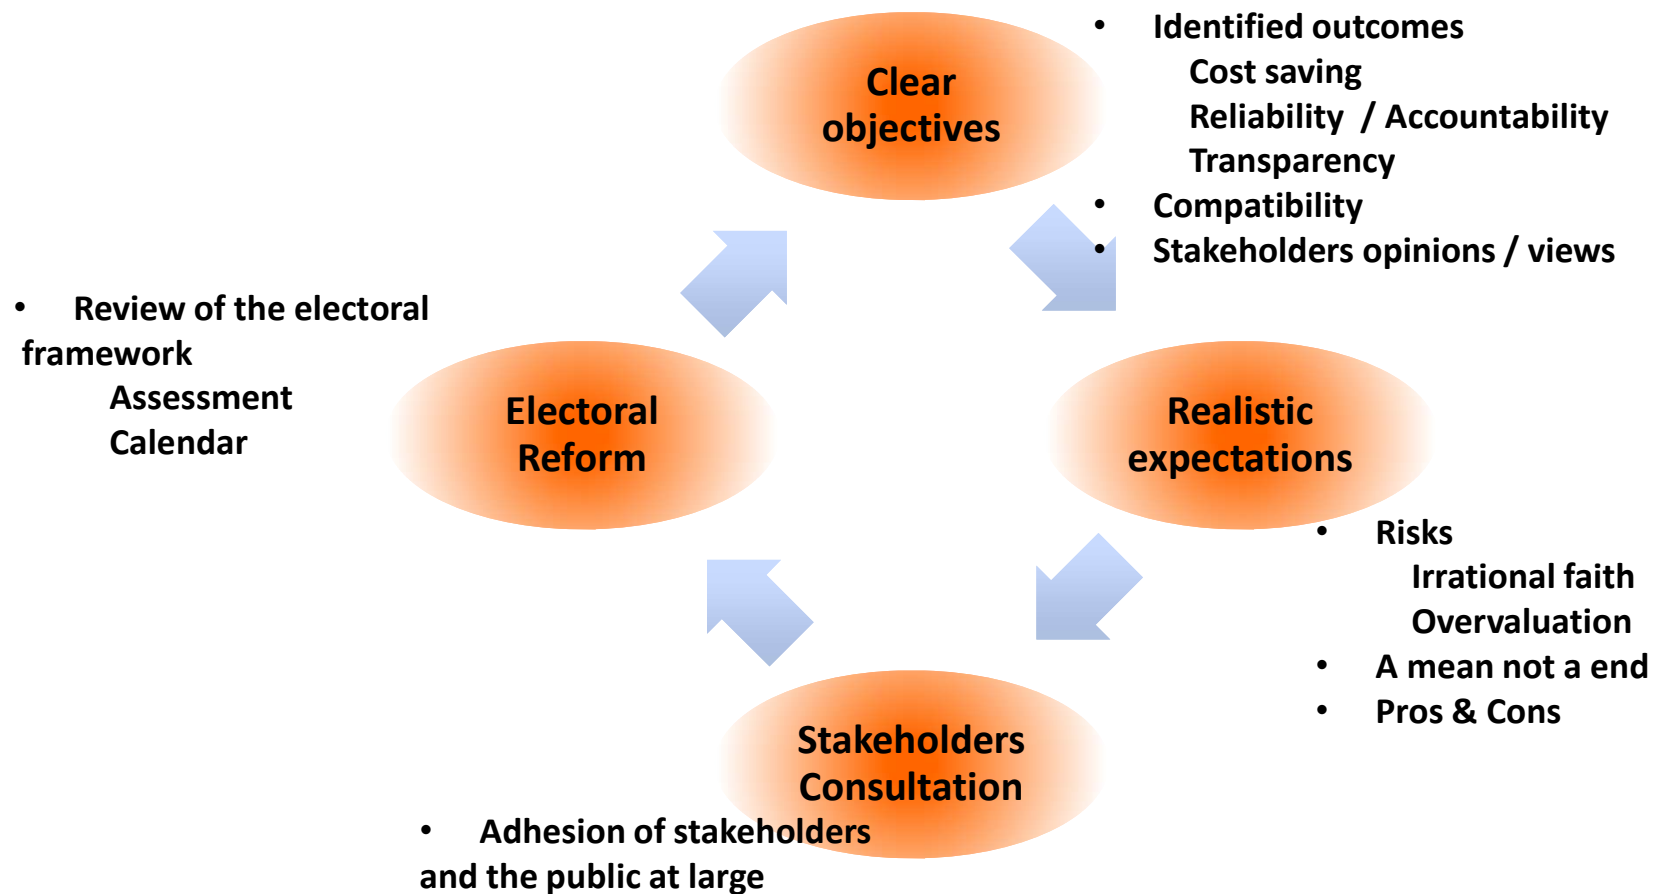 Clear
objectives
• Identified outcomes
Cost saving
Reliability / Accountability
Transparency
• Compatibility
• Stakeholders opinions / views
Realistic
expectations
• Risks
Irrational faith
Overvaluation
• A mean not a end
• Pros & Cons
Stakeholders
Consultation
• Adhesion of stakeholders
and the public at large
Electoral
Reform
• Review of the electoral
framework
Assessment
Calendar